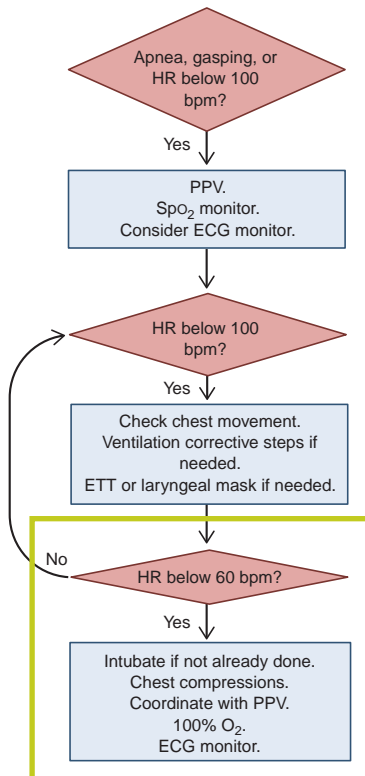 Apnea, gasping, or
HR below 100
bpm?
Yes
PPV.
SpO₂ monitor.
Consider ECG monitor.
HR below 100
bpm?
Yes
Check chest movement.
Ventilation corrective steps if
needed.
ETT or laryngeal mask if needed.
No
HR below 60 bpm?
Yes
Intubate if not already done.
Chest compressions.
Coordinate with PPV.
100% O₂.
ECG monitor.